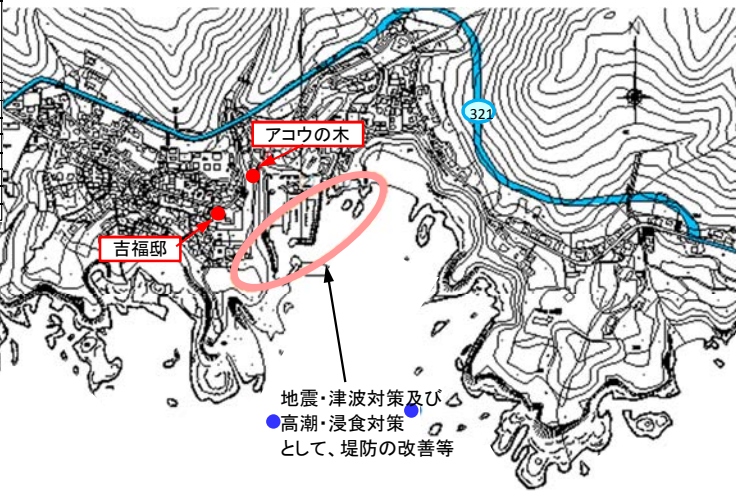 321
アコウの木
吉福邸
地震・津波対策及び
高潮・浸食対策
として、堤防の改善等